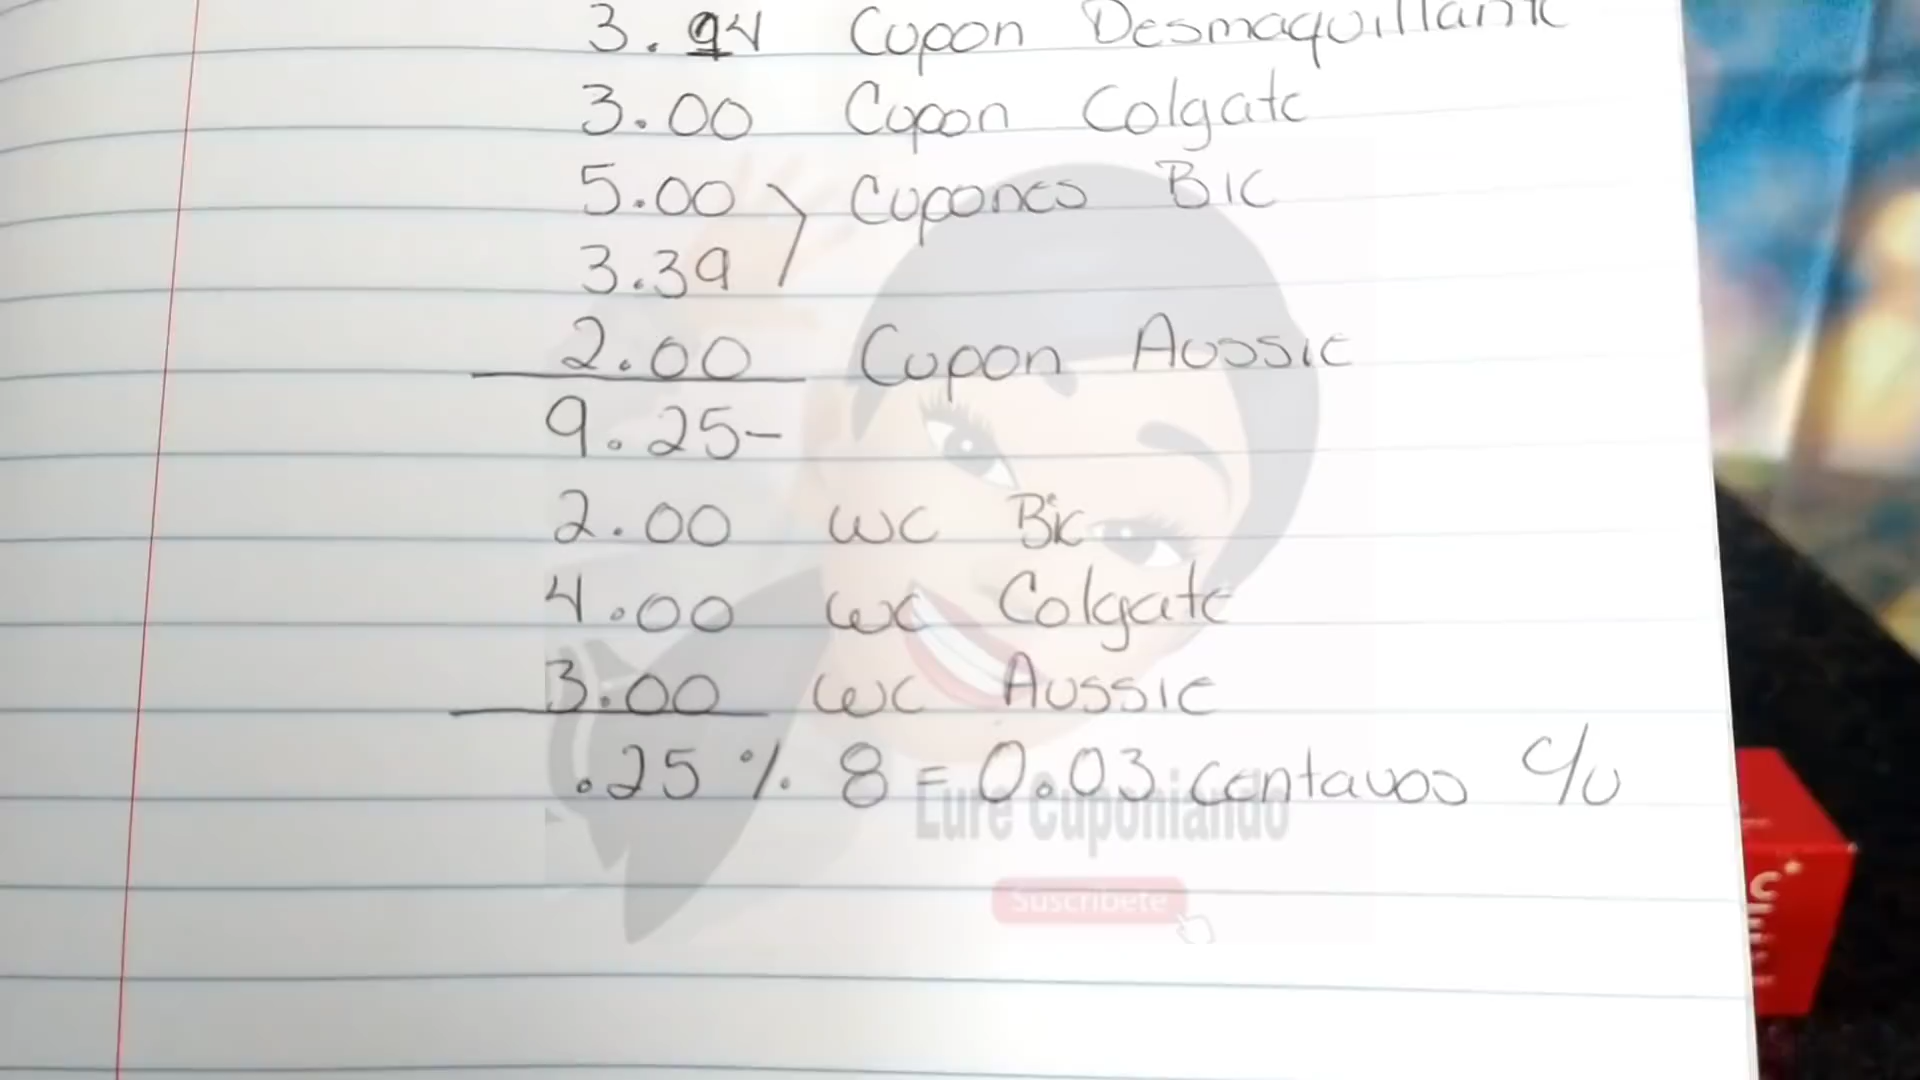 3.94 Cupon Desmaquillante
3.00 Cupon Colgate
5.00 Cupones Bic
3.39
2.00 Cupon Aussie
9.25-
2.00 WC Bic
4.00 WC Colgate
3.00 WC Aussie
.25 % 8 = 0.03 centavos c/u
Eure Cuponiando
Suscribete